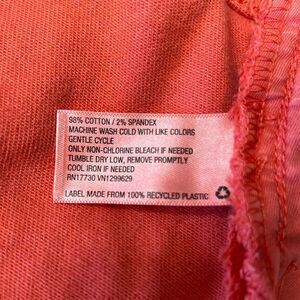 98% COTTON / 2% SPANDEX
MACHINE WASH COLD WITH LIKE COLORS
GENTLE CYCLE
ONLY NON-CHLORINE BLEACH IF NEEDED
TUMBLE DRY LOW, REMOVE PROMPTLY
COOL IRON IF NEEDED
RN17730 VN1299629
LABEL MADE FROM 100% RECYCLED PLASTIC